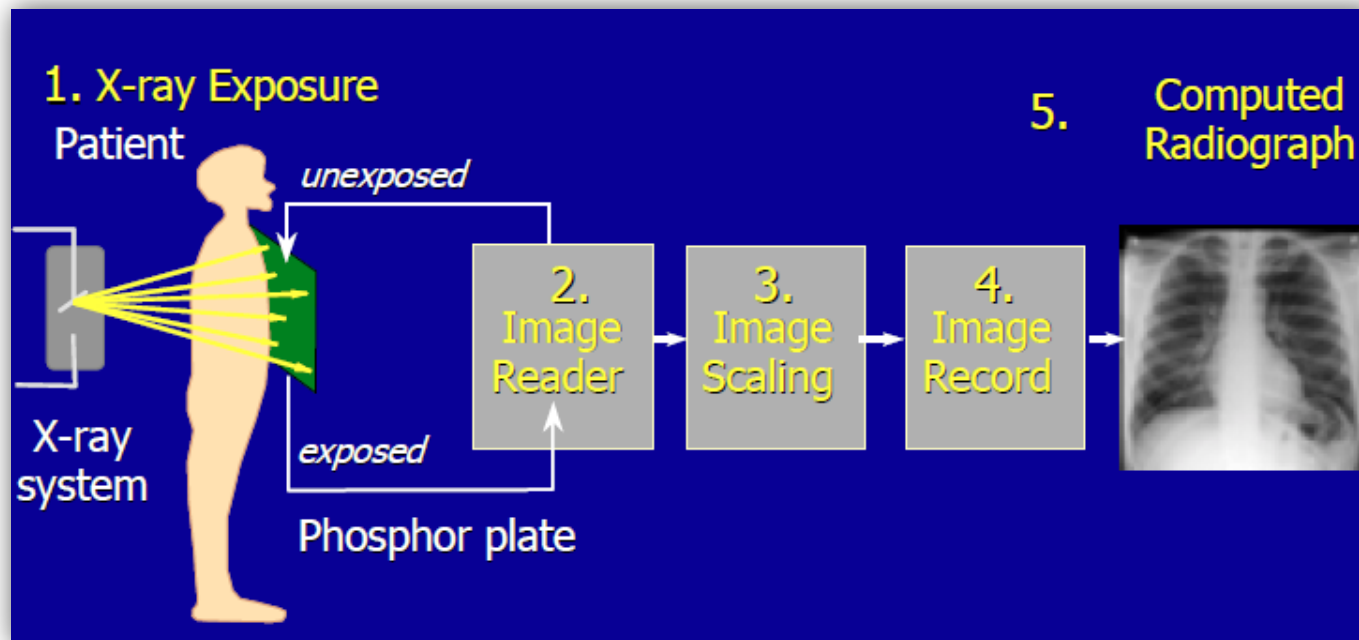 1. X-ray Exposure
Patient
unexposed
5.
Computed
Radiograph
2.
Image
Reader
3.
Image
Scaling
4.
Image
Record
X-ray
system
exposed
Phosphor plate